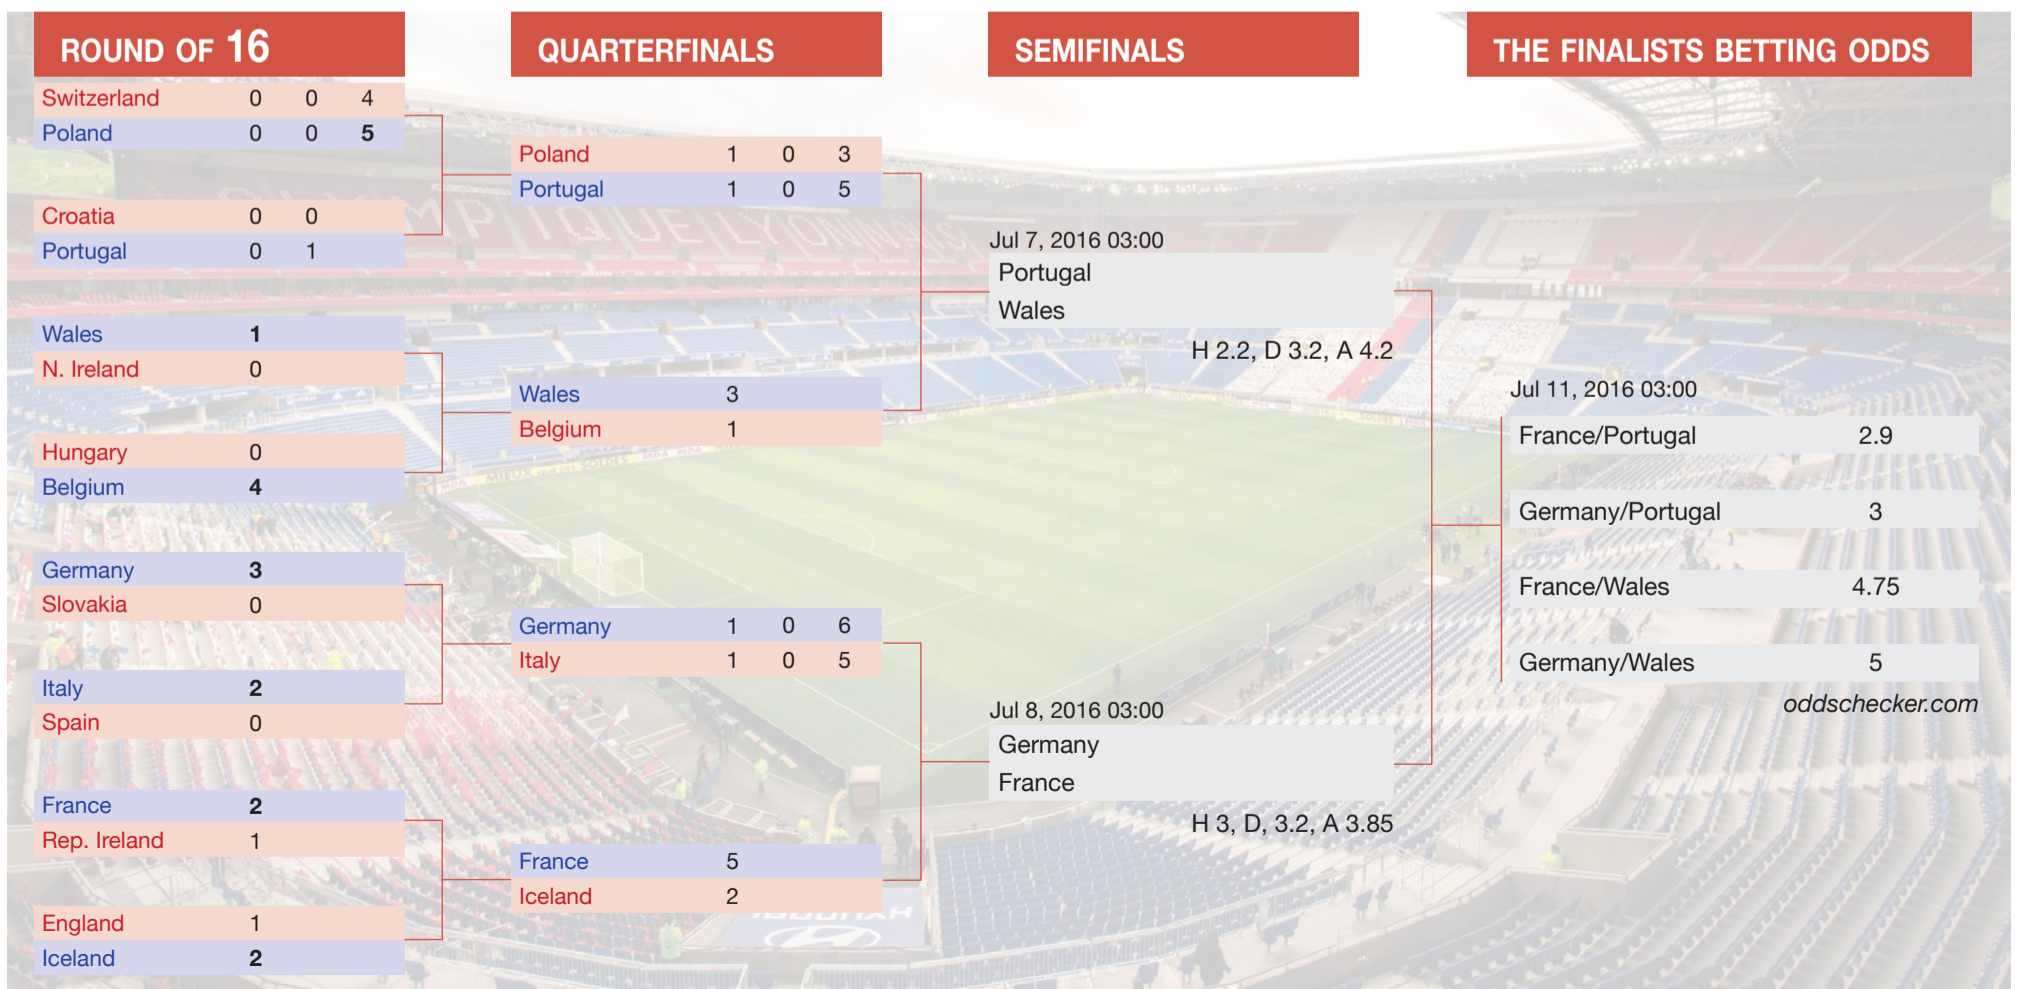 ROUND OF 16
Switzerland 0 0 4
Poland 0 0 5
Croatia 0 0
Portugal 0 1
Wales 1
N. Ireland 0
Hungary 0
Belgium 4
Germany 3
Slovakia 0
Italy 2
Spain 0
France 2
Rep. Ireland 1
England 1
Iceland 2
QUARTERFINALS
Poland 1 0 3
Portugal 1 0 5
Wales 3
Belgium 1
Germany 1 0 6
Italy 1 0 5
France 5
Iceland 2
SEMIFINALS
Jul 7, 2016 03:00
Portugal
Wales
H 2.2, D 3.2, A 4.2
Jul 8, 2016 03:00
Germany
France
H 3, D, 3.2, A 3.85
THE FINALISTS BETTING ODDS
Jul 11, 2016 03:00
France/Portugal 2.9
Germany/Portugal 3
France/Wales 4.75
Germany/Wales 5
oddschecker.com
OLYMPIQUE LYONNAIS